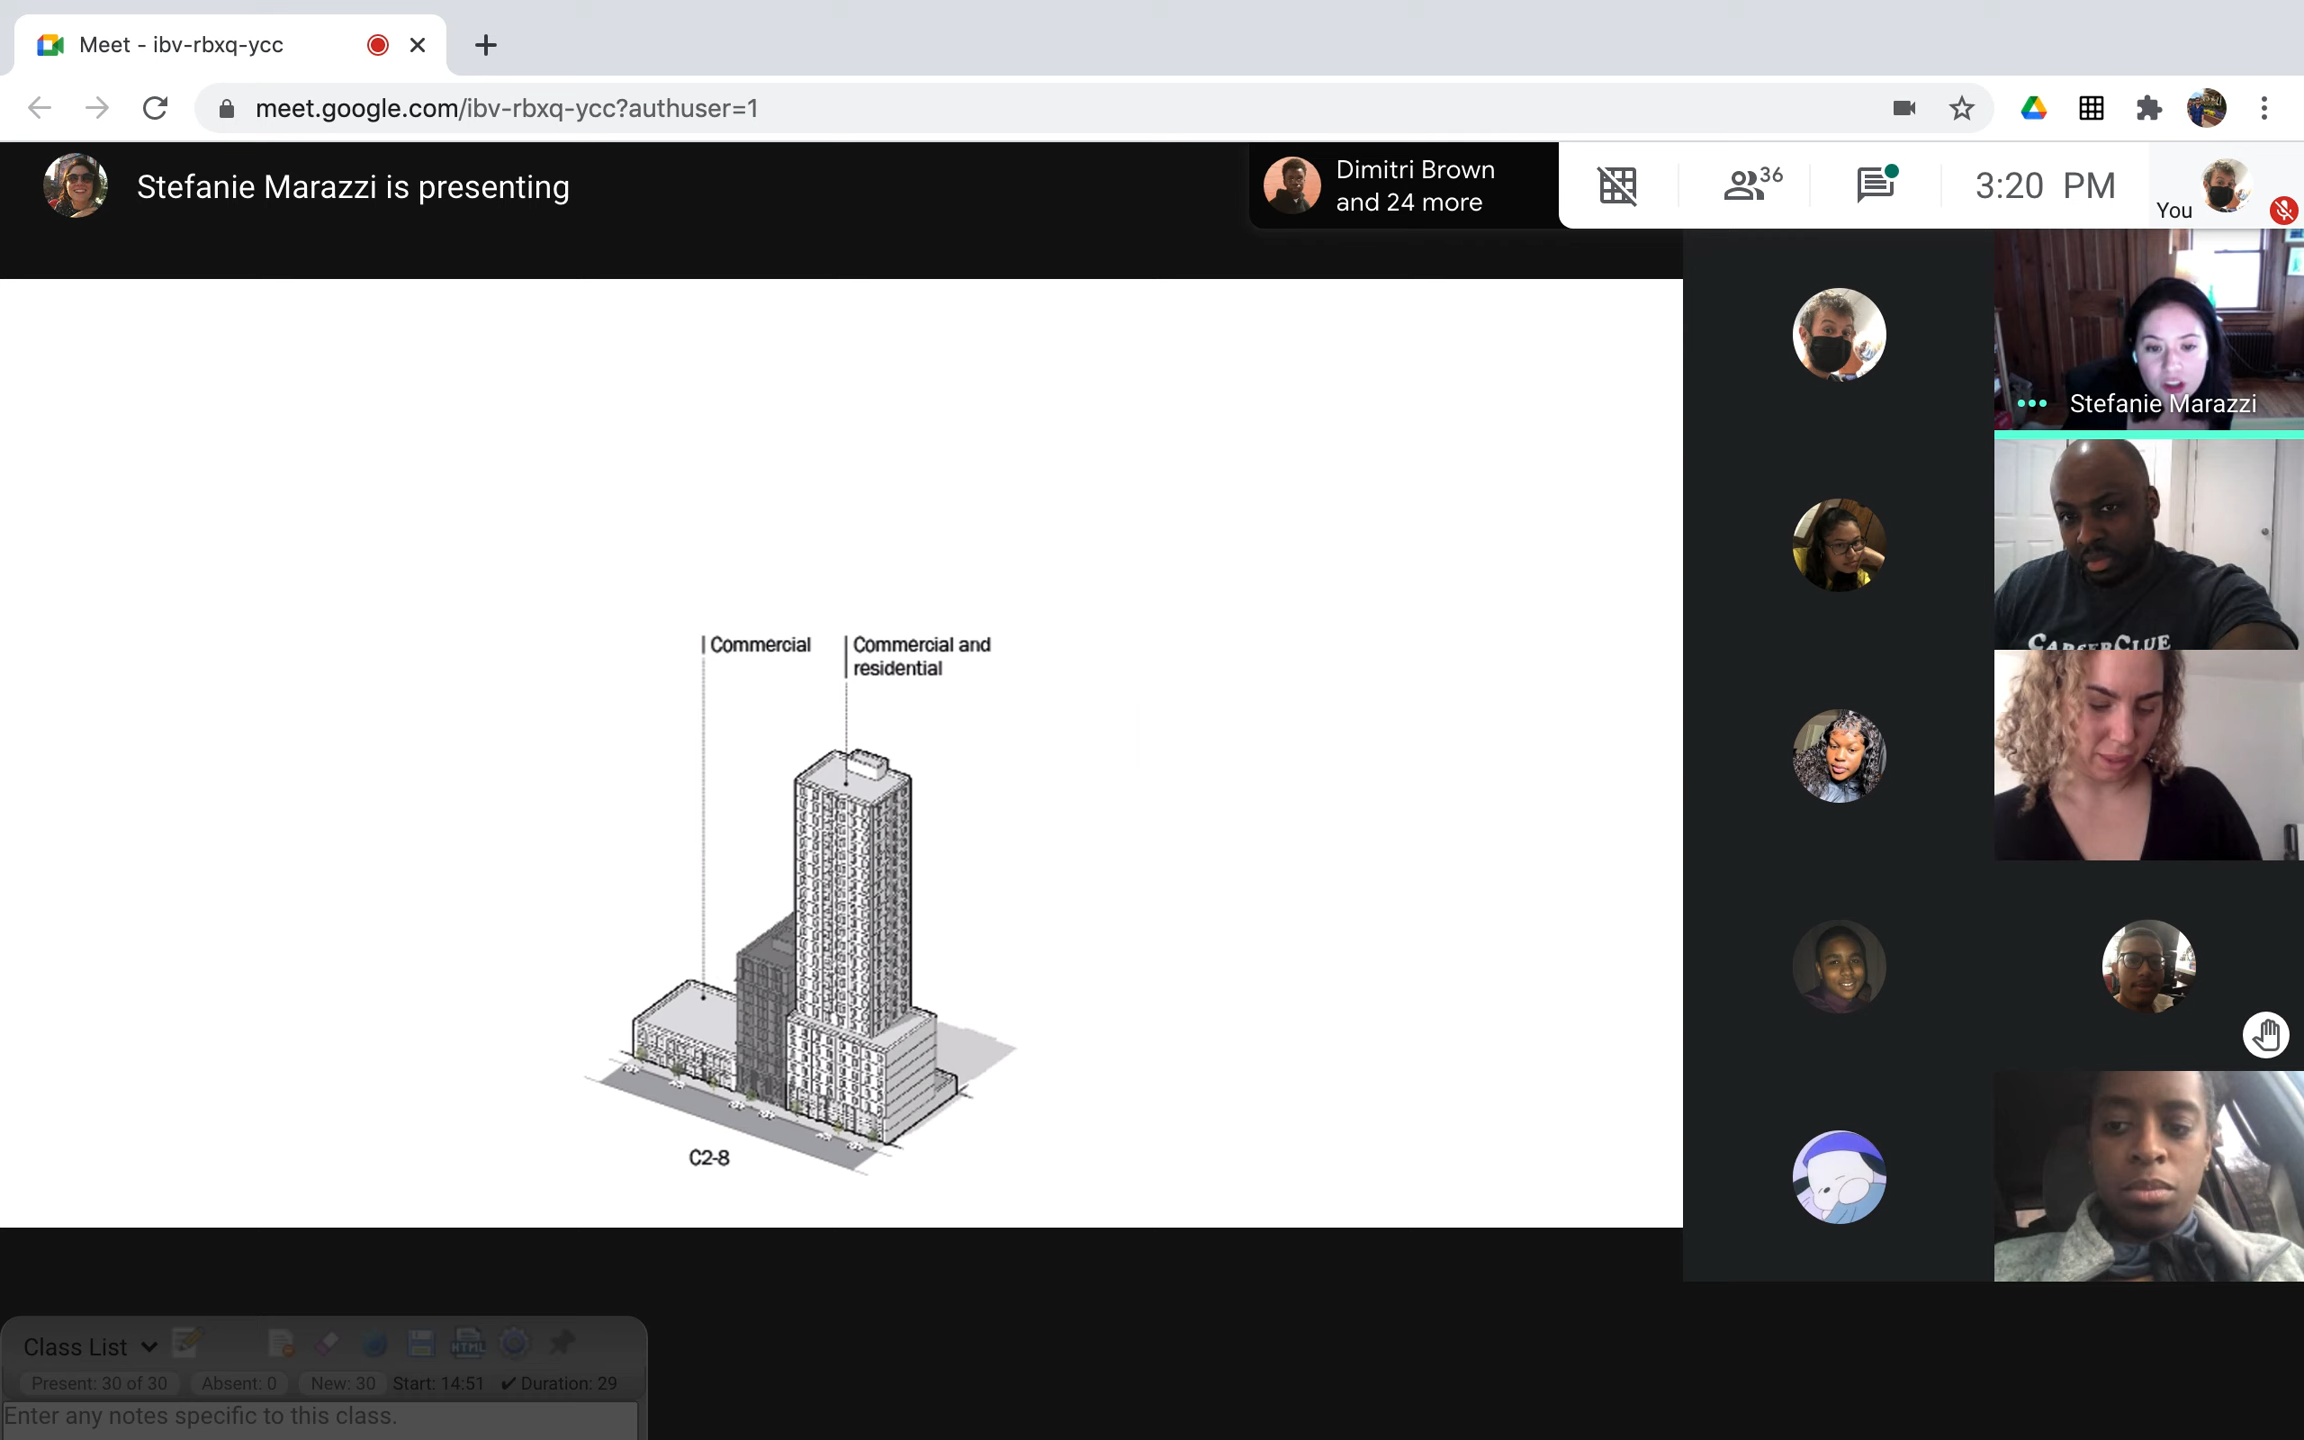 Meet - ibv-rbxq-ycc
meet.google.com/ibv-rbxq-ycc?authuser=1
Stefanie Marazzi is presenting
Dimitri Brown
and 24 more
36
3:20 PM
You
Stefanie Marazzi
CAREERCLUE
Commercial
Commercial and
residential
C2-8
Class List
HTML
Present: 30 of 30
Absent: 0
New: 30
Start: 14:51
✔ Duration: 29
Enter any notes specific to this class.